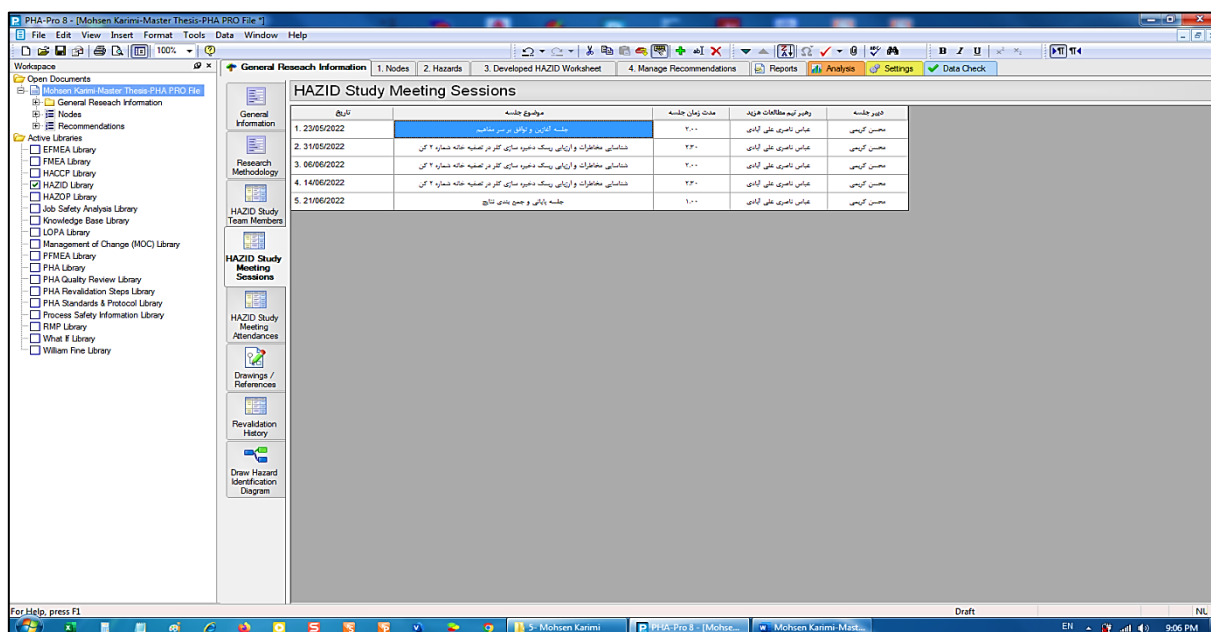 PHA-Pro 8 - [Mohsen Karimi-Master Thesis-PHA PRO File *]
File Edit View Insert Format Tools Data Window Help
100%
B I U
Workspace
Open Documents
Mohsen Karimi-Master Thesis-PHA PRO File
General Reseach Information
Nodes
Recommendations
Active Libraries
EFMEA Library
FMEA Library
HACCP Library
HAZID Library
HAZOP Library
Job Safety Analysis Library
Knowledge Base Library
LOPA Library
Management of Change (MOC) Library
PFMEA Library
PHA Library
PHA Quality Review Library
PHA Revalidation Steps Library
PHA Standards & Protocol Library
Process Safety Information Library
RMP Library
What If Library
William Fine Library
General Reseach Information 1. Nodes 2. Hazards 3. Developed HAZID Worksheet 4. Manage Recommendations Reports Analysis Settings Data Check
General Information
Research Methodology
HAZID Study Team Members
HAZID Study Meeting Sessions
HAZID Study Meeting Attendances
Drawings / References
Revalidation History
Draw Hazard Identification Diagram
HAZID Study Meeting Sessions
تاریخ موضوع جلسه مدت زمان جلسه رهبر تیم مطالعات هزید دبیر جلسه
1. 23/05/2022 جلسه آغازین و توافق بر سر مفاهیم ۲.۰۰ عباس ناصری علی آبادی محسن کریمی
2. 31/05/2022 شناسایی مخاطرات و ارزیابی ریسک ذخیره سازی کلر در تصفیه خانه شماره ۲ کن ۲.۳۰ عباس ناصری علی آبادی محسن کریمی
3. 06/06/2022 شناسایی مخاطرات و ارزیابی ریسک ذخیره سازی کلر در تصفیه خانه شماره ۲ کن ۲.۰۰ عباس ناصری علی آبادی محسن کریمی
4. 14/06/2022 شناسایی مخاطرات و ارزیابی ریسک ذخیره سازی کلر در تصفیه خانه شماره ۲ کن ۲.۳۰ عباس ناصری علی آبادی محسن کریمی
5. 21/06/2022 جلسه پایانی و جمع بندی نتایج ۱.۰۰ عباس ناصری علی آبادی محسن کریمی
For Help, press F1
Draft
5- Mohsen Karimi PHA-Pro 8 - [Mohse... Mohsen Karimi-Mast... EN 9:06 PM